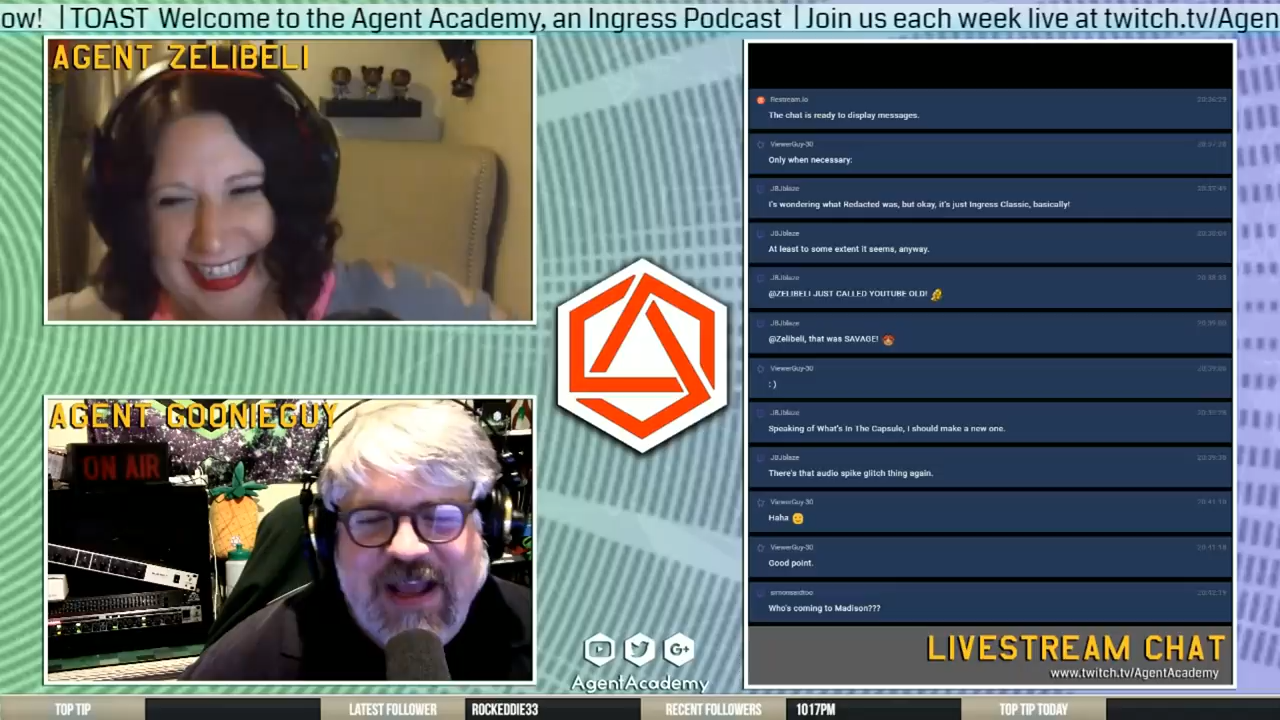 ow! | TOAST Welcome to the Agent Academy, an Ingress Podcast | Join us each week live at twitch.tv/Agen
AGENT ZELIBELI
AGENT GOONIEGUY
ON AIR
AgentAcademy
Restream.io
The chat is ready to display messages.
ViewerGuy-30
Only when necessary:
JBJblaze
I's wondering what Redacted was, but okay, it's just Ingress Classic, basically!
JBJblaze
At least to some extent it seems, anyway.
JBJblaze
@ZELIBELI JUST CALLED YOUTUBE OLD!
JBJblaze
@Zelibeli, that was SAVAGE!
ViewerGuy-30
: )
JBJblaze
Speaking of What's In The Capsule, I should make a new one.
JBJblaze
There's that audio spike glitch thing again.
ViewerGuy-30
Haha
ViewerGuy-30
Good point.
Who's coming to Madison???
LIVESTREAM CHAT
www.twitch.tv/AgentAcademy
TOP TIP
LATEST FOLLOWER
ROCKEDDIE33
RECENT FOLLOWERS
1017PM
TOP TIP TODAY